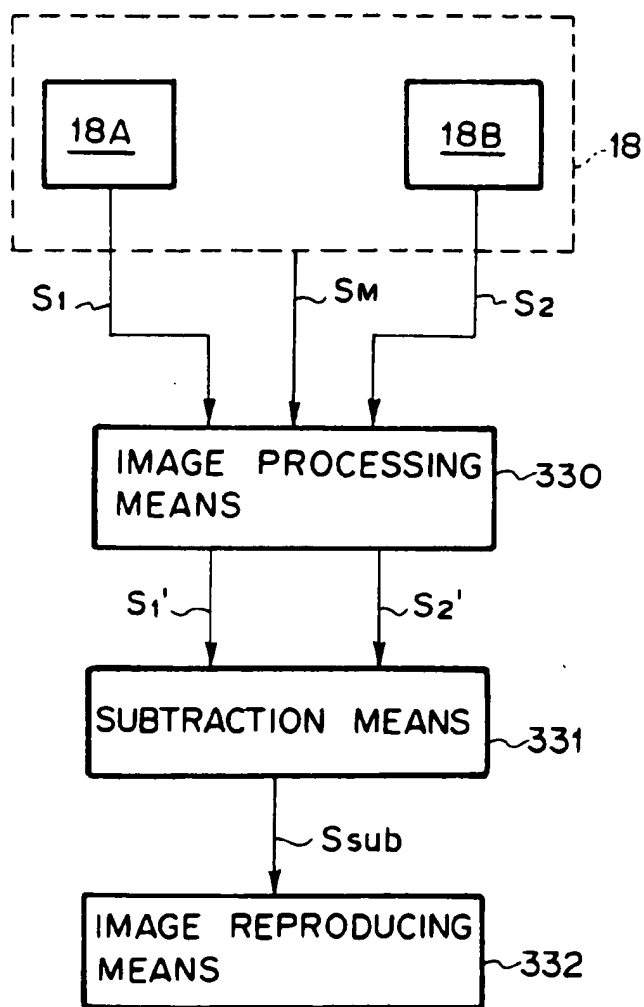 18A
18B
18
S1
SM
S2
IMAGE PROCESSING
MEANS
330
S1'
S2'
SUBTRACTION MEANS
331
Ssub
IMAGE REPRODUCING
MEANS
332